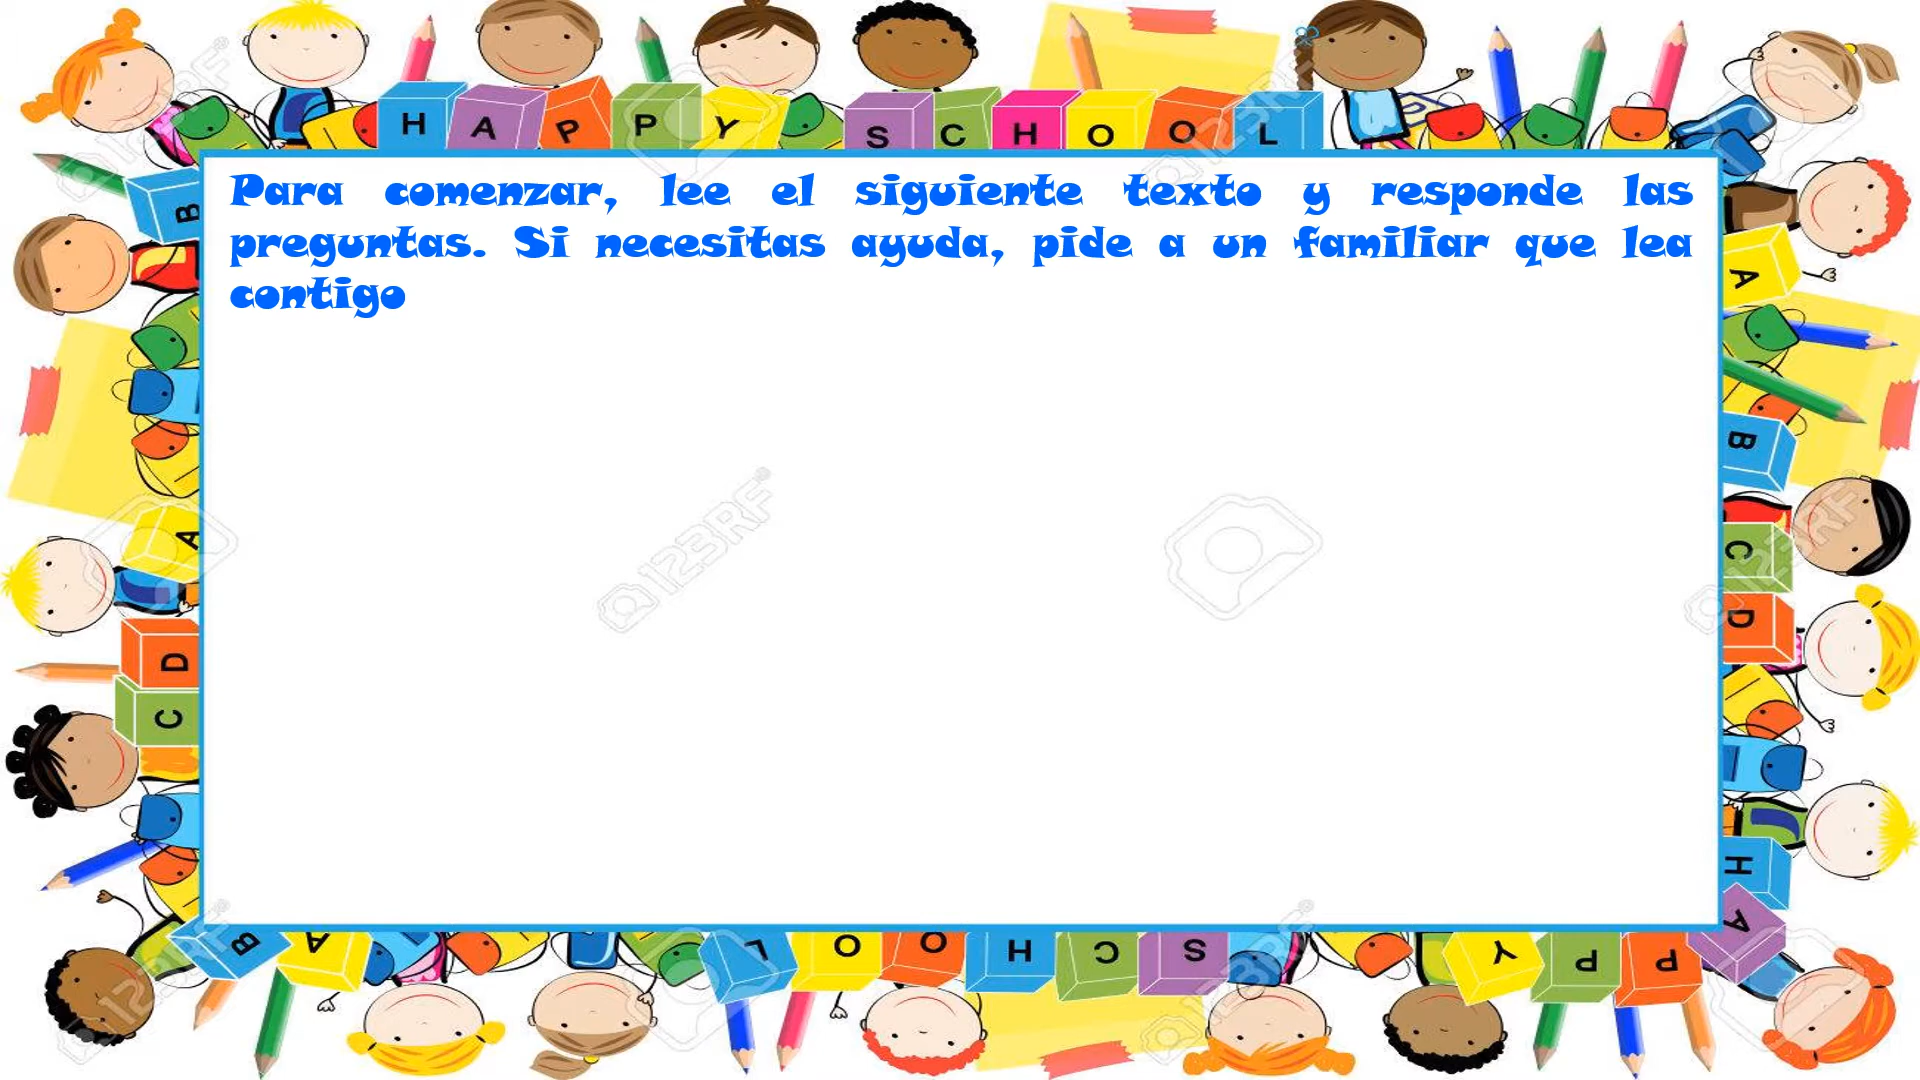 HAPPY SCHOOL
Para comenzar, lee el siguiente texto y responde las
preguntas. Si necesitas ayuda, pide a un familiar que lea
contigo
B
A
D
C
A
B
C
D
H
B A L O O H C S Y P P A
123RF